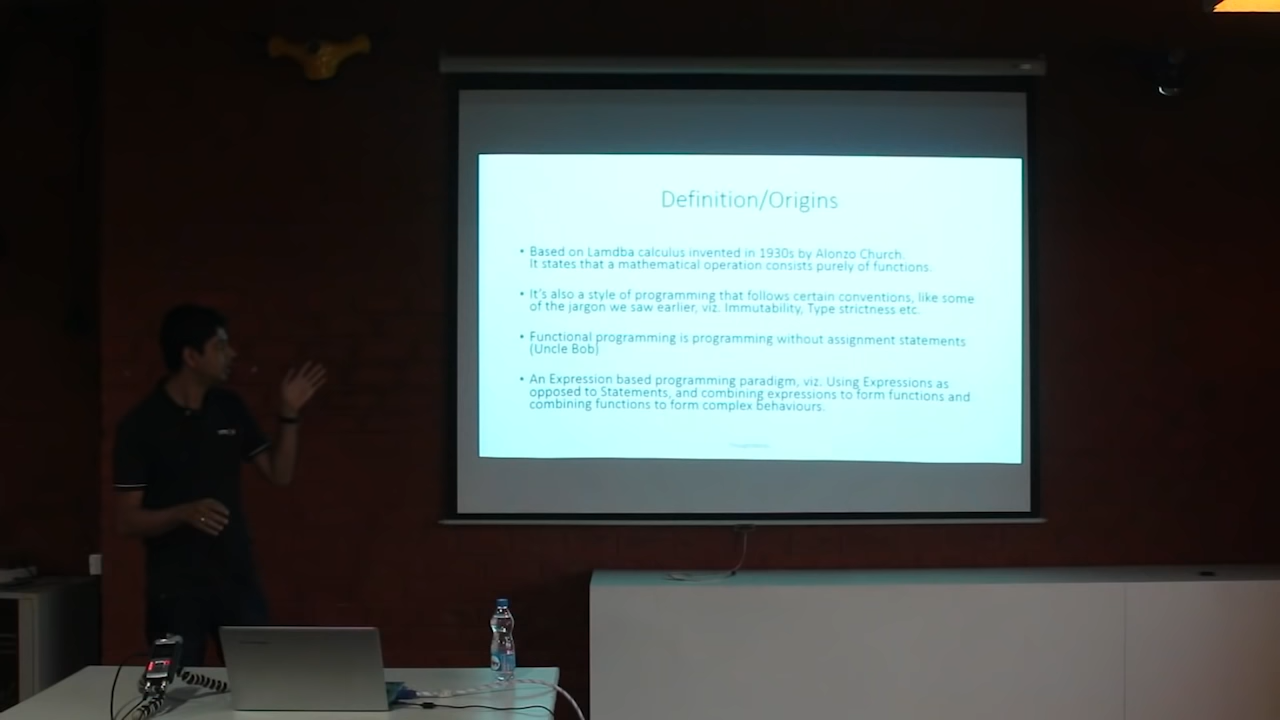 Definition/Origins
• Based on Lamdba calculus invented in 1930s by Alonzo Church.
It states that a mathematical operation consists purely of functions.
• It's also a style of programming that follows certain conventions, like some
of the jargon we saw earlier, viz. Immutability, Type strictness etc.
• Functional programming is programming without assignment statements
(Uncle Bob)
• An Expression based programming paradigm, viz. Using Expressions as
opposed to Statements, and combining expressions to form functions and
combining functions to form complex behaviours.